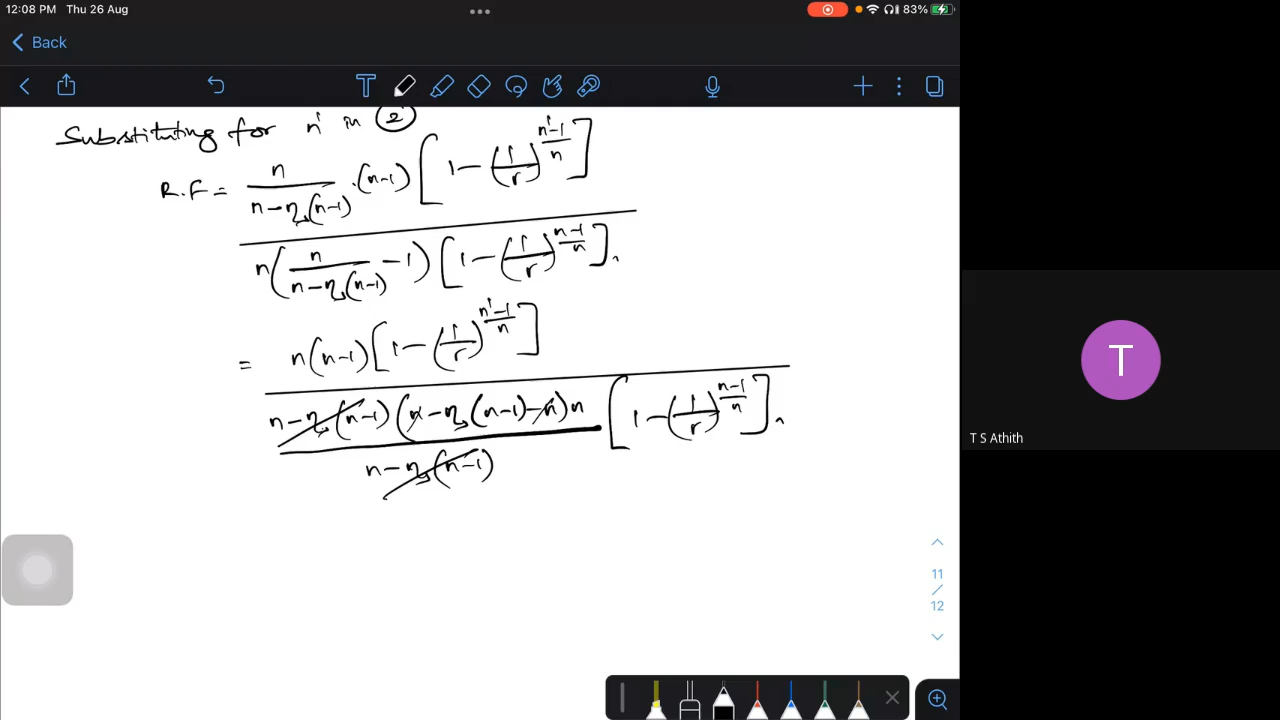 12:08 PM Thu 26 Aug
83%
Back
T
Substituting for n' in 2
R.F = n / (n-η(n-1)) · (n-1) [1-(1/r)^((n'-1)/n)]
n( n / (n-η(n-1)) - 1) [1-(1/r)^((n-1)/n)].
= n(n-1)[1-(1/r)^((n'-1)/n)]
n-η(n-1)(n-η(n-1)-n)n [1-(1/r)^((n-1)/n)].
n-η(n-1)
11
/
12
T
T S Athith